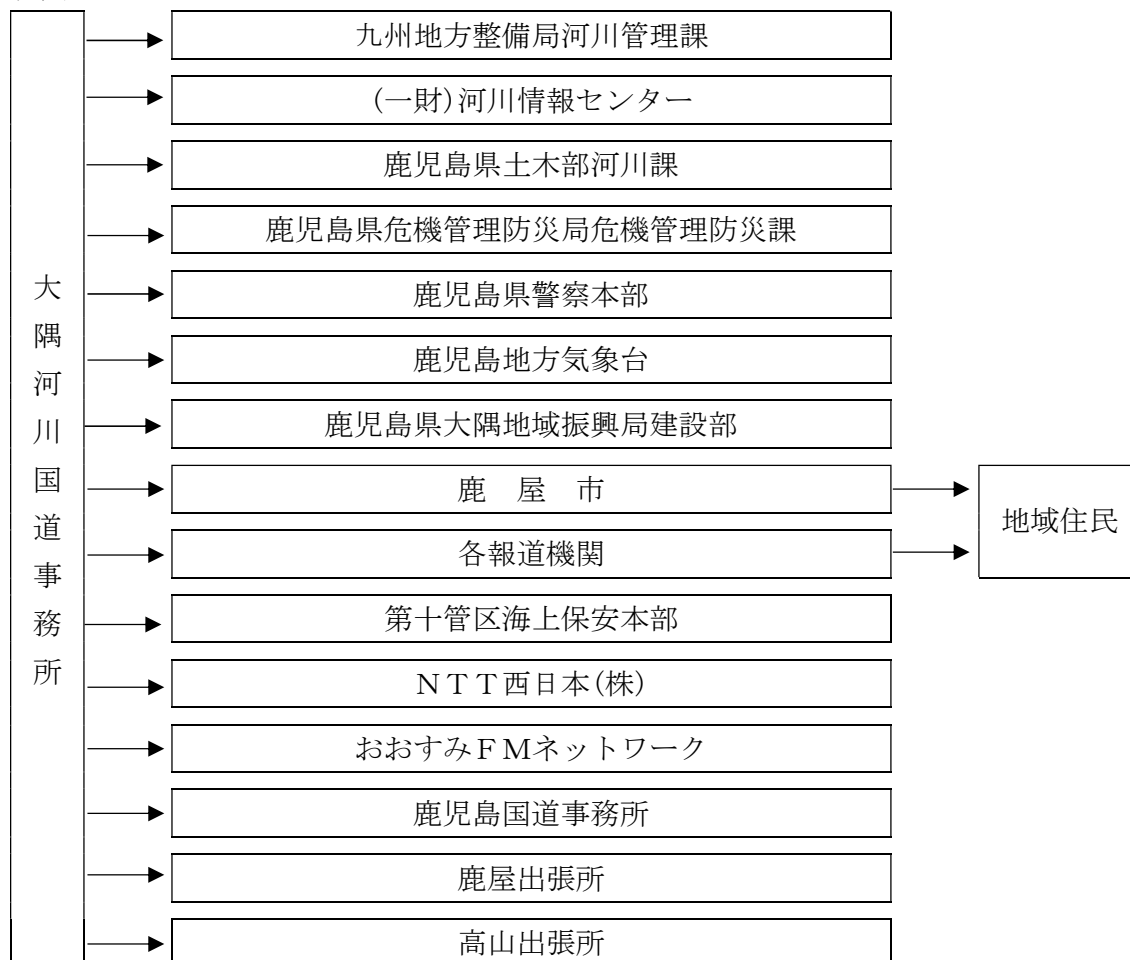 大隅河川国道事務所
九州地方整備局河川管理課
(一財)河川情報センター
鹿児島県土木部河川課
鹿児島県危機管理防災局危機管理防災課
鹿児島県警察本部
鹿児島地方気象台
鹿児島県大隅地域振興局建設部
鹿　屋　市
各報道機関
地域住民
第十管区海上保安本部
ＮＴＴ西日本(株)
おおすみＦＭネットワーク
鹿児島国道事務所
鹿屋出張所
高山出張所